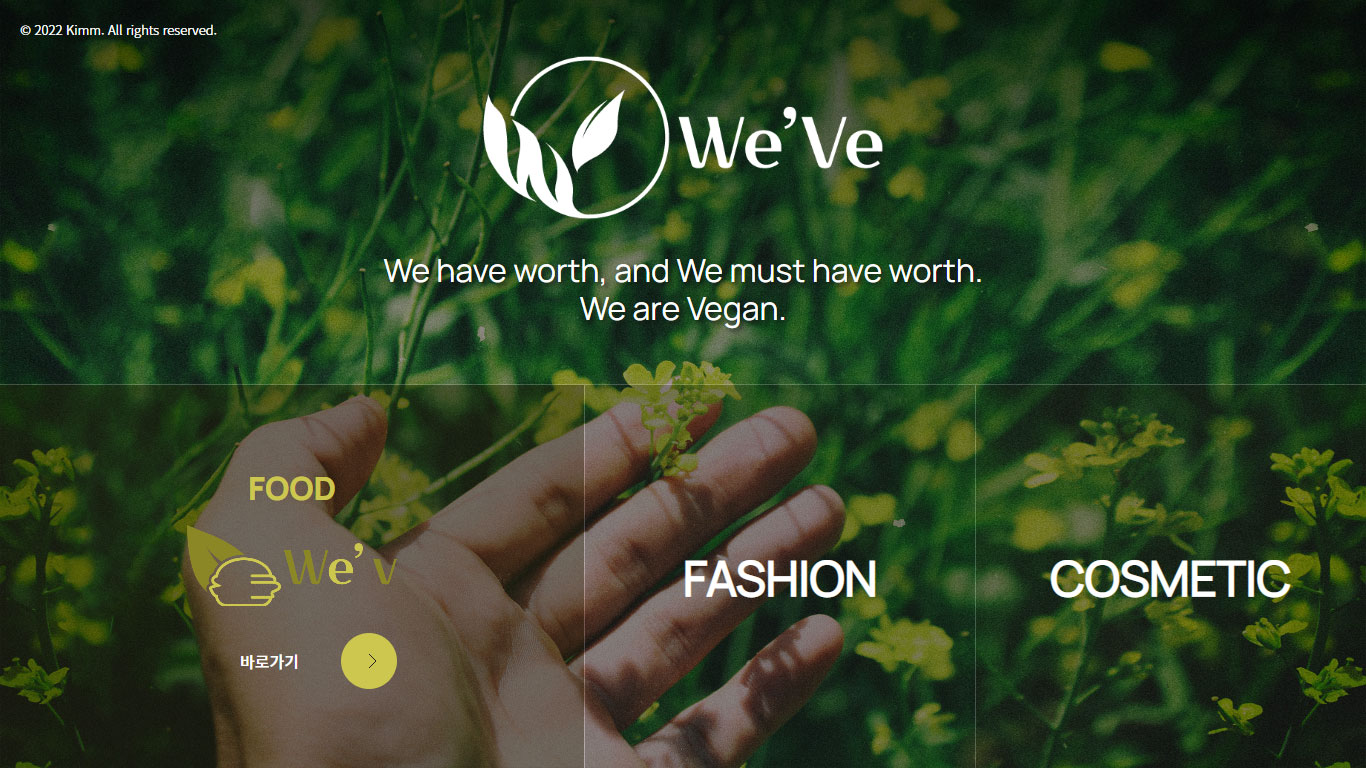 © 2022 Kimm. All rights reserved.
We've
We have worth, and We must have worth.
We are Vegan.
FOOD
We' v
바로가기
FASHION
COSMETIC